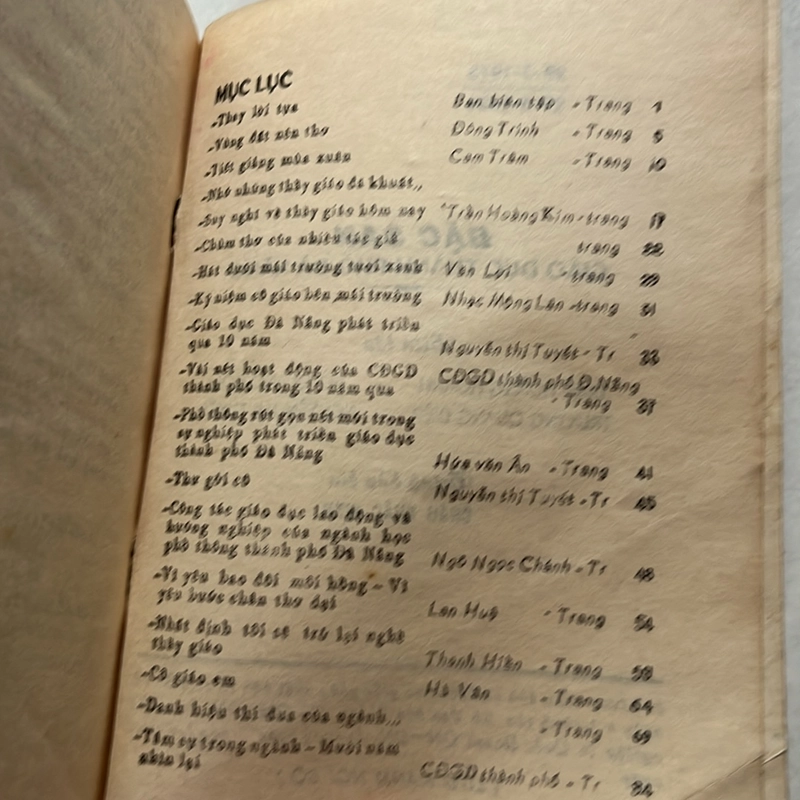 MỤC LỤC
-Thay lời tựa Ban biên tập - Trang 4
-Vùng đất nên thơ Đông Trình - Trang 5
-Tiết giảng mùa xuân Cam Trâm - Trang 10
-Nhớ những thầy giáo đã khuất..
-Suy nghĩ về thầy giáo hôm nay Trần Hoàng Kim - trang 17
-Chùm thơ của nhiều tác giả trang 22
-Hát dưới mái trường tươi xanh Văn Lợi - trang
-Kỷ niệm cô giáo bên mái trường Nhạc Mộng Lân - trang 31
-Giáo dục Đà Nẵng phát triển
qua 10 năm Nguyễn thị Tuyết - Tr 33
-Vài nét hoạt động của CĐGD CĐGD thành phố Đ.Nẵng
thành phố trong 10 năm qua - Trang 37
-Phổ thông rút gọn nét mới trong
sự nghiệp phát triển giáo dục
thành phố Đà Nẵng Hứa văn Ân - Trang 41
-Thư gởi cô Nguyễn thị Tuyết - Tr 45
-Công tác giáo dục lao động và
hướng nghiệp của ngành học
phổ thông thành phố Đà Nẵng Ngô Ngọc Chánh - Tr 48
-Vì yêu bao đôi môi hồng - Vì
yêu bước chân thơ dại Lan Huệ - Trang 54
-Nhất định tôi sẽ trở lại nghề
thầy giáo Thanh Hiền - Trang 58
-Cô giáo em Hà Vân - Trang 64
-Danh hiệu thi đua của ngành... - Trang 69
-Tâm sự trong ngành - Mười năm
nhìn lại CĐGD thành phố - Tr 84